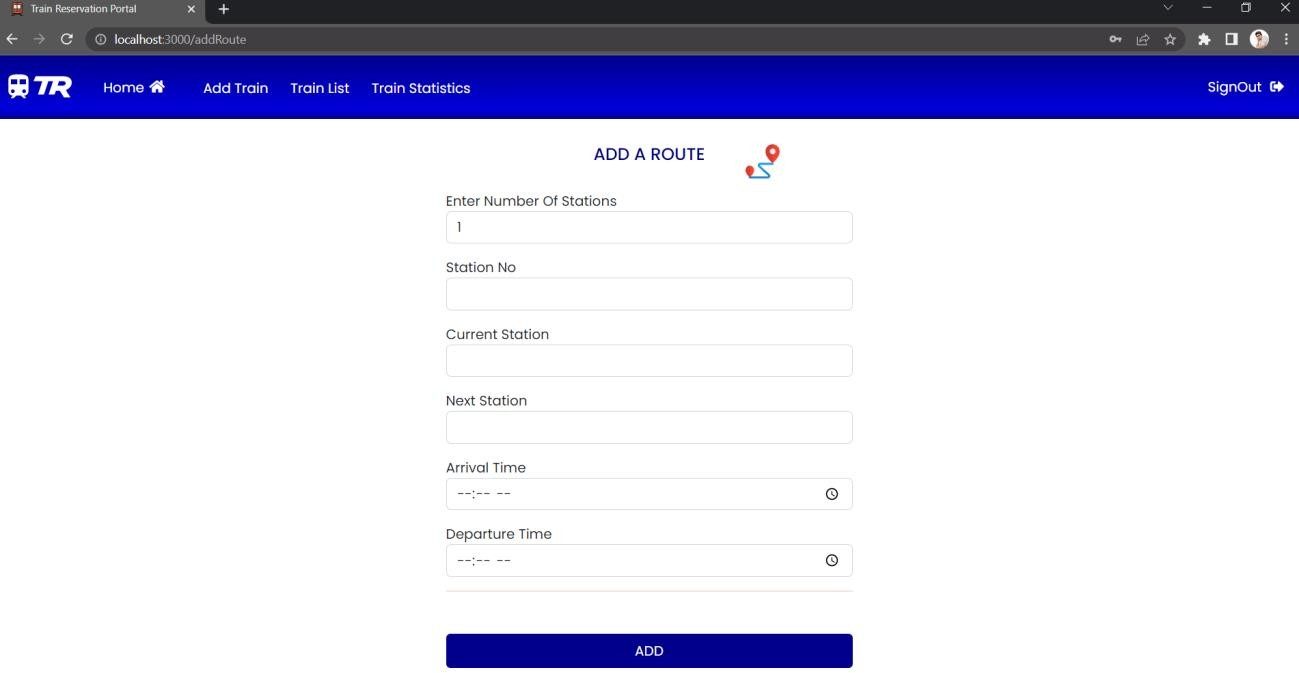 Train Reservation Portal
localhost:3000/addRoute
TR
Home
Add Train
Train List
Train Statistics
SignOut
ADD A ROUTE
Enter Number Of Stations
1
Station No
Current Station
Next Station
Arrival Time
--:-- --
Departure Time
--:-- --
ADD